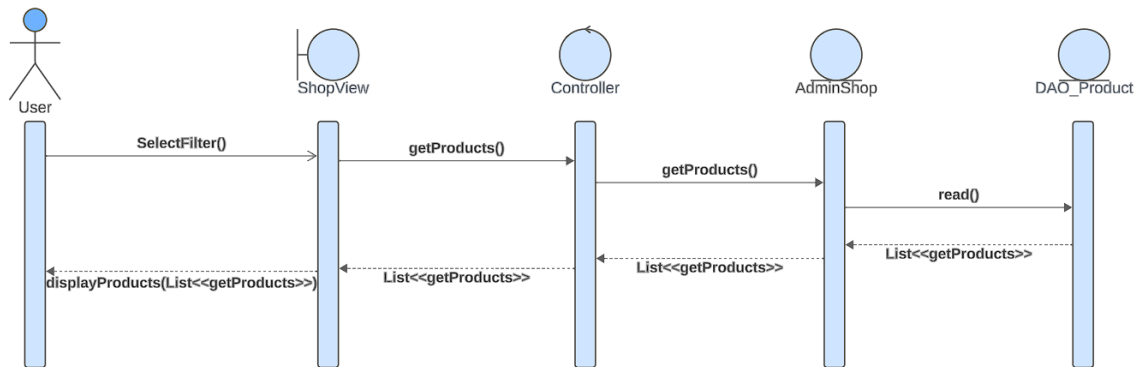 User
ShopView
Controller
AdminShop
DAO_Product
SelectFilter()
getProducts()
getProducts()
read()
List<<getProducts>>
List<<getProducts>>
List<<getProducts>>
displayProducts(List<<getProducts>>)